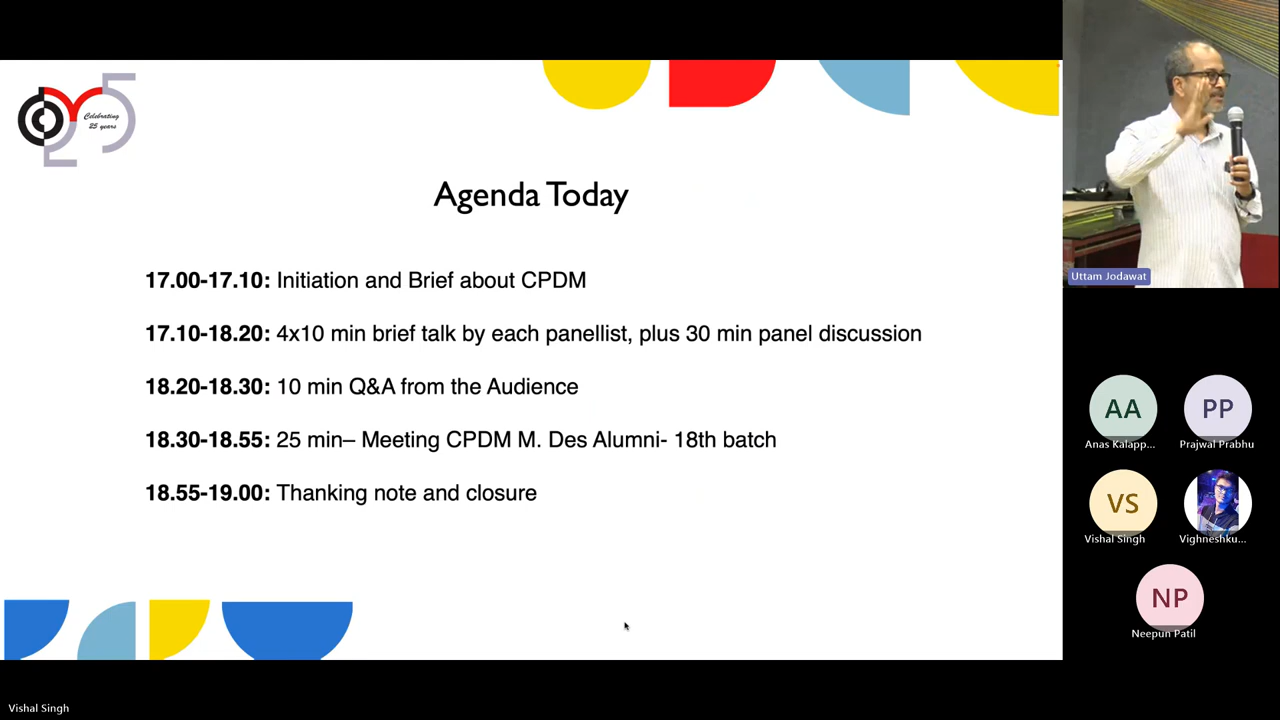 Celebrating
25 years
Agenda Today
17.00-17.10: Initiation and Brief about CPDM
17.10-18.20: 4x10 min brief talk by each panellist, plus 30 min panel discussion
18.20-18.30: 10 min Q&A from the Audience
18.30-18.55: 25 min– Meeting CPDM M. Des Alumni- 18th batch
18.55-19.00: Thanking note and closure
Uttam Jodawat
AA
Anas Kalapp...
PP
Prajwal Prabhu
VS
Vishal Singh
Vighneshku...
NP
Neepun Patil
Vishal Singh